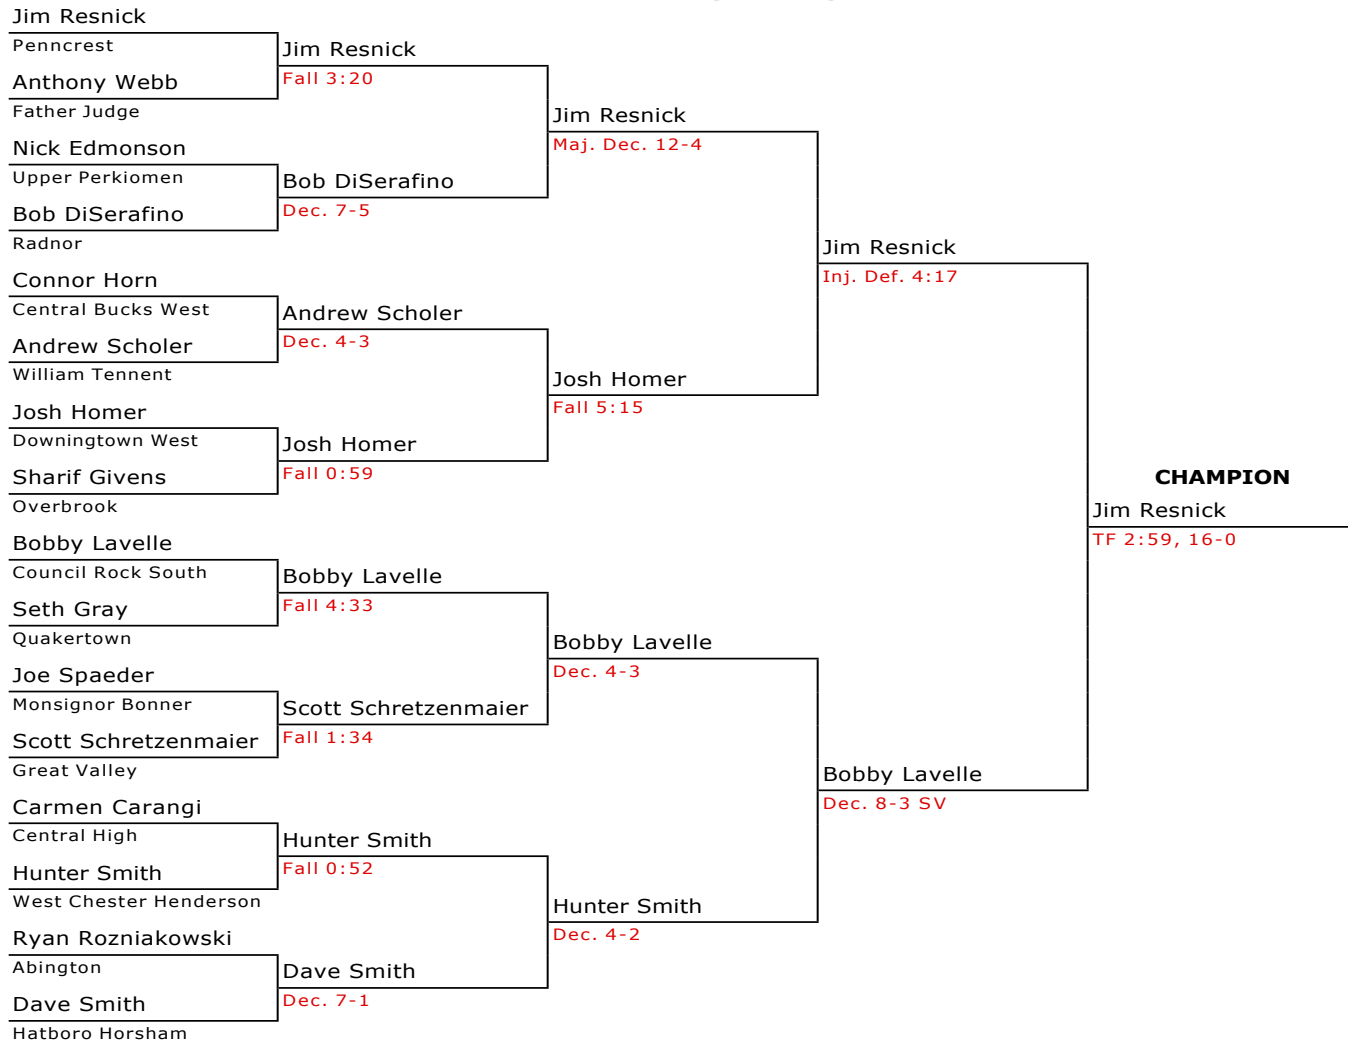 Jim Resnick
Penncrest
Jim Resnick
Fall 3:20
Anthony Webb
Father Judge
Jim Resnick
Maj. Dec. 12-4
Nick Edmonson
Upper Perkiomen
Bob DiSerafino
Dec. 7-5
Bob DiSerafino
Radnor
Jim Resnick
Inj. Def. 4:17
Connor Horn
Central Bucks West
Andrew Scholer
Dec. 4-3
Andrew Scholer
William Tennent
Josh Homer
Fall 5:15
Josh Homer
Downingtown West
Josh Homer
Fall 0:59
Sharif Givens
Overbrook
CHAMPION
Jim Resnick
TF 2:59, 16-0
Bobby Lavelle
Council Rock South
Bobby Lavelle
Fall 4:33
Seth Gray
Quakertown
Bobby Lavelle
Dec. 4-3
Joe Spaeder
Monsignor Bonner
Scott Schretzenmaier
Fall 1:34
Scott Schretzenmaier
Great Valley
Bobby Lavelle
Dec. 8-3 SV
Carmen Carangi
Central High
Hunter Smith
Fall 0:52
Hunter Smith
West Chester Henderson
Hunter Smith
Dec. 4-2
Ryan Rozniakowski
Abington
Dave Smith
Dec. 7-1
Dave Smith
Hatboro Horsham